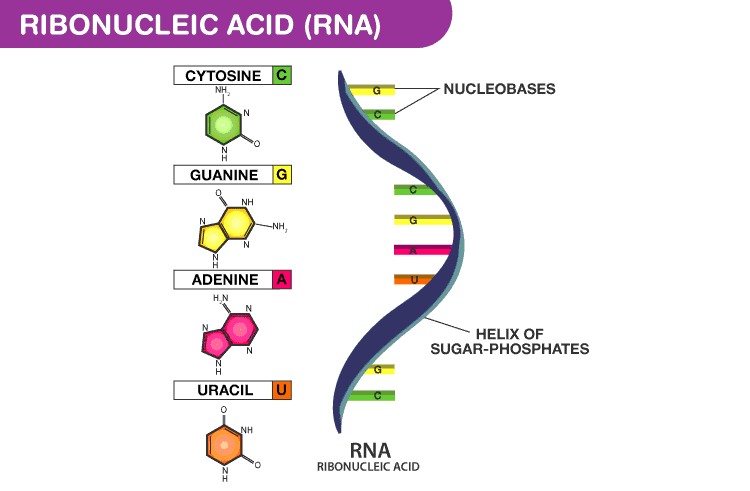 RIBONUCLEIC ACID (RNA)
CYTOSINE C
NH2
N
O
N
H
GUANINE G
O
NH
N
NH2
N
N
H
ADENINE A
H2N
N
N
N
N
H
URACIL U
O
NH
O
N
H
G
C
NUCLEOBASES
C
G
A
U
HELIX OF
SUGAR-PHOSPHATES
G
C
RNA
RIBONUCLEIC ACID